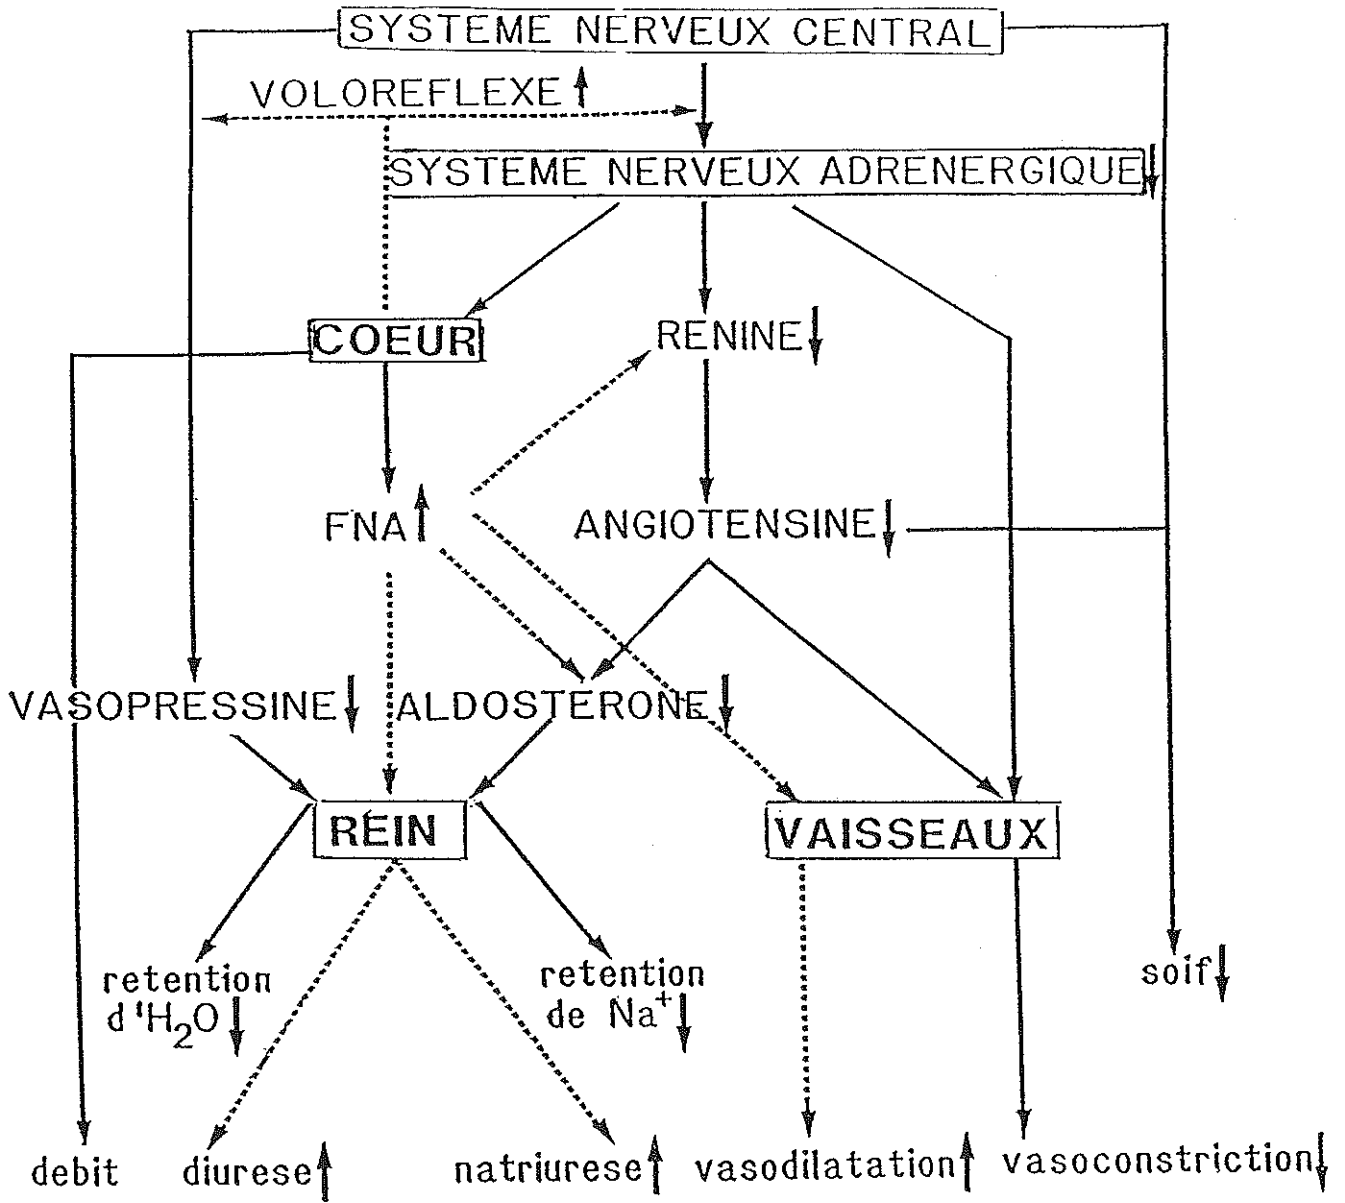 SYSTEME NERVEUX CENTRAL
VOLOREFLEXE
SYSTEME NERVEUX ADRENERGIQUE
COEUR
RENINE
FNA
ANGIOTENSINE
VASOPRESSINE
ALDOSTERONE
REIN
VAISSEAUX
retention
d'H₂O
retention
de Na⁺
soif
debit
diurese
natriurese
vasodilatation
vasoconstriction